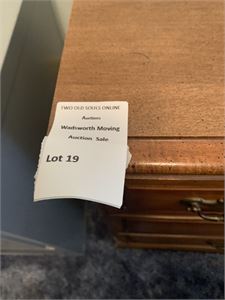 TWO OLD SOULS ONLINE
Auctions
Wadsworth Moving
Auction Sale
Lot 19